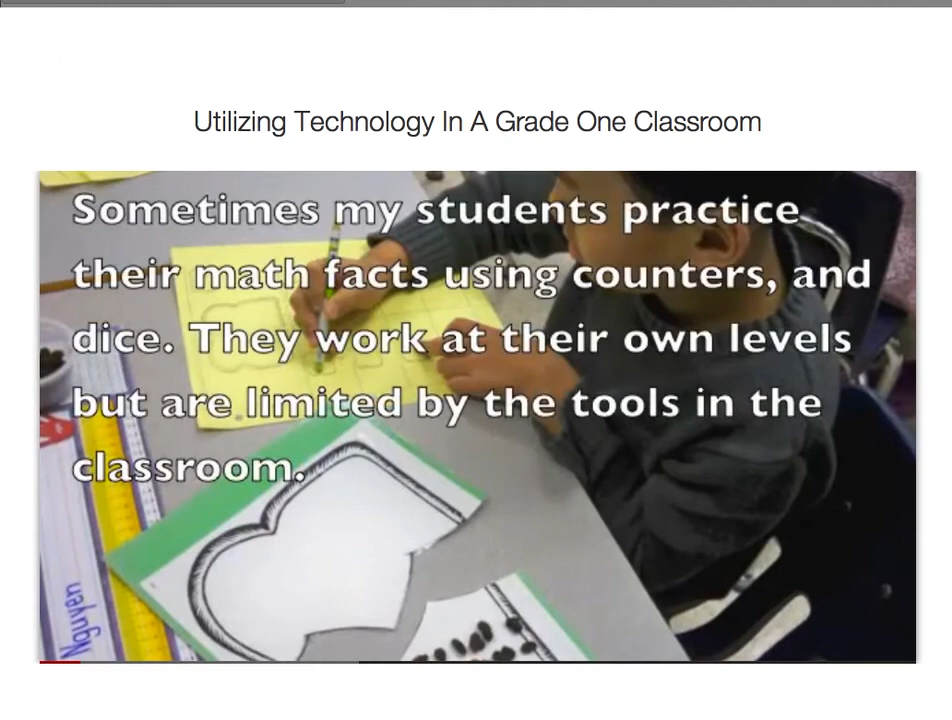 Utilizing Technology In A Grade One Classroom
Sometimes my students practice
their math facts using counters, and
dice. They work at their own levels
but are limited by the tools in the
classroom.
Nguyen